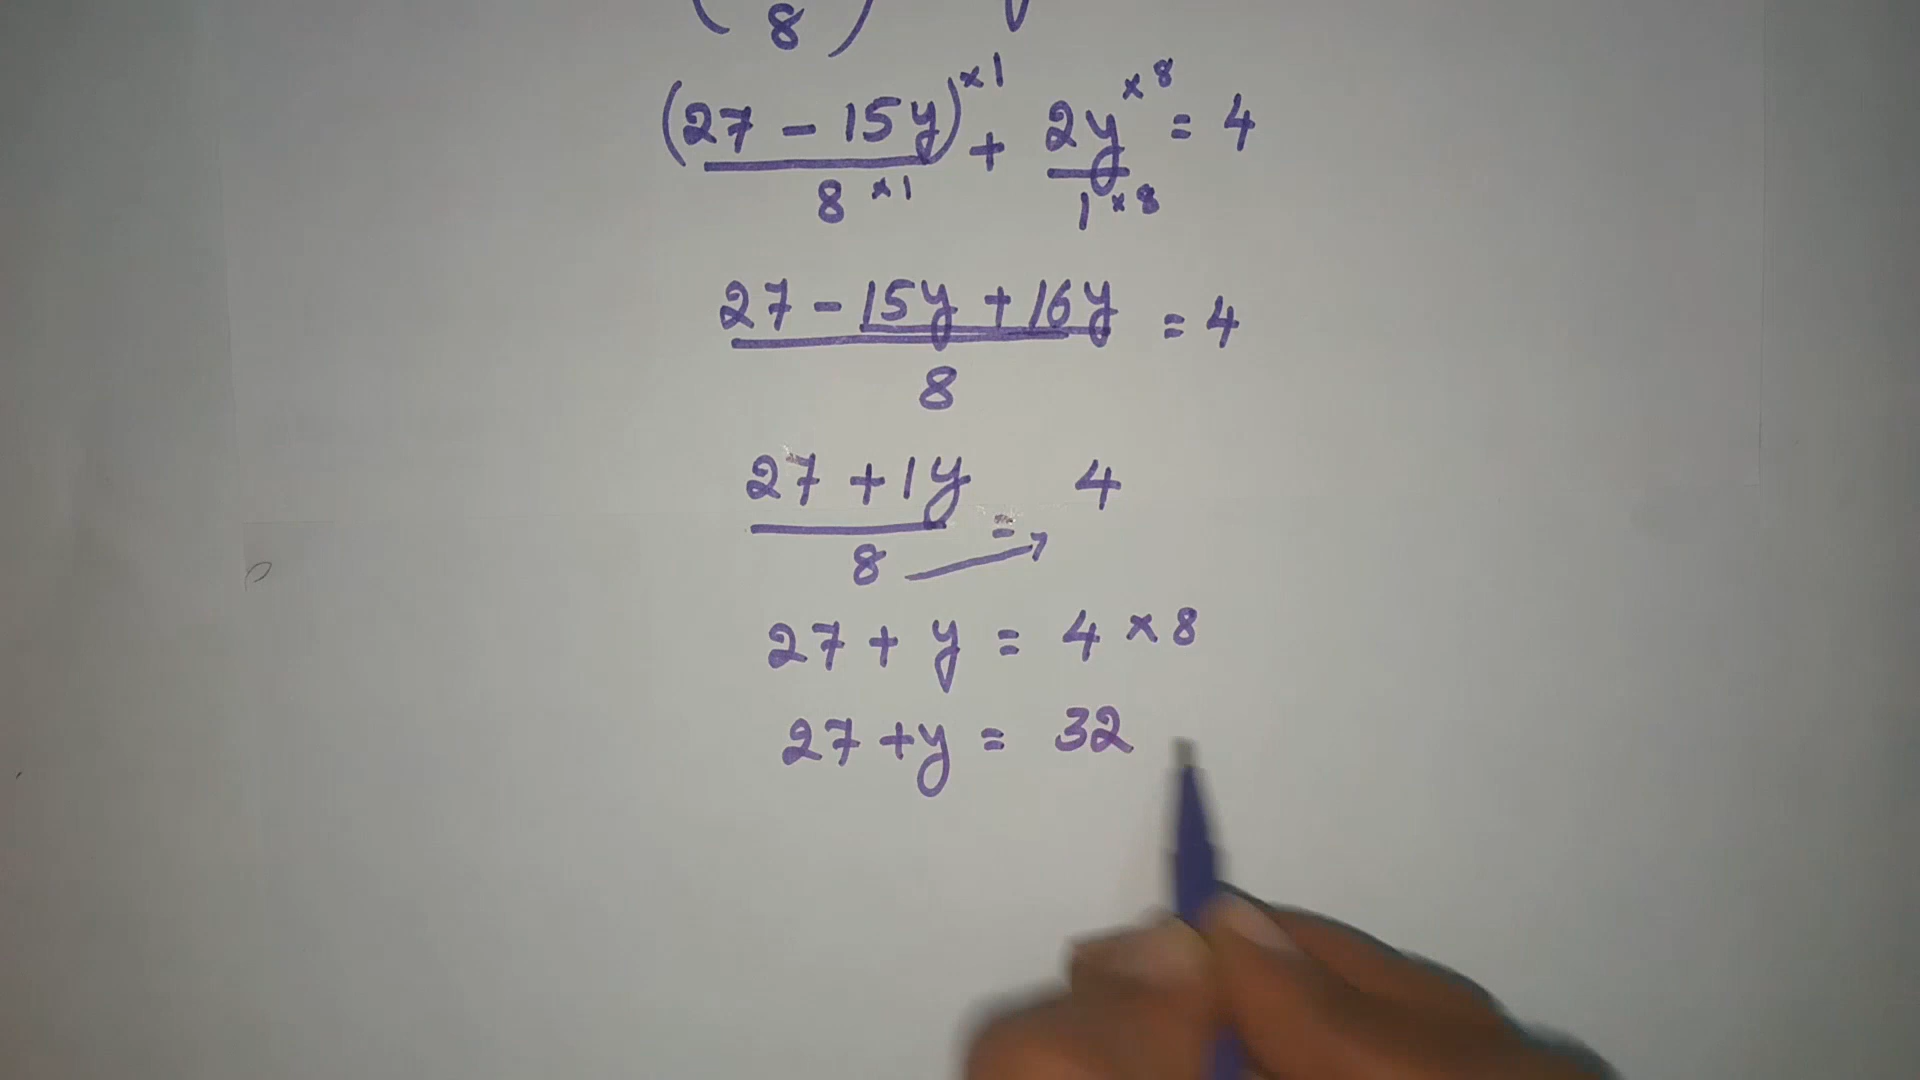 ( 8 ) y
(27 - 15y)×1 + 2y×8 = 4
8×1 1×8
27 - 15y + 16y = 4
8
27 + 1y = 4
8
27 + y = 4 × 8
27 + y = 32